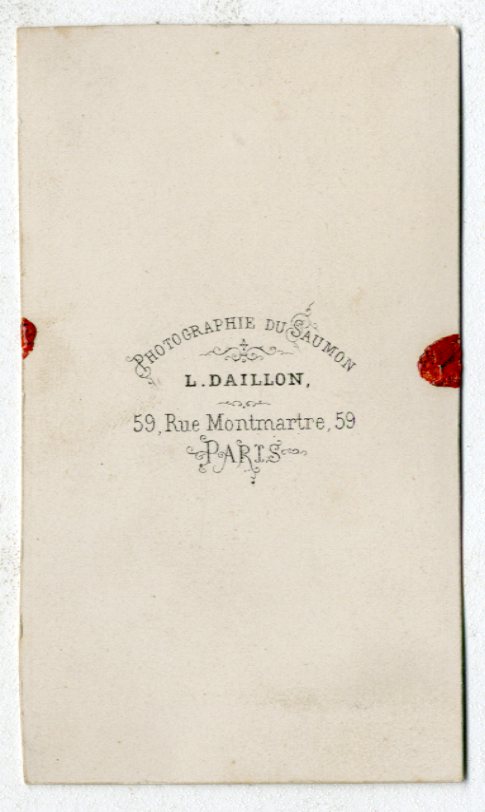 PHOTOGRAPHIE DU SAUMON
L. DAILLON,
59, Rue Montmartre, 59
PARIS